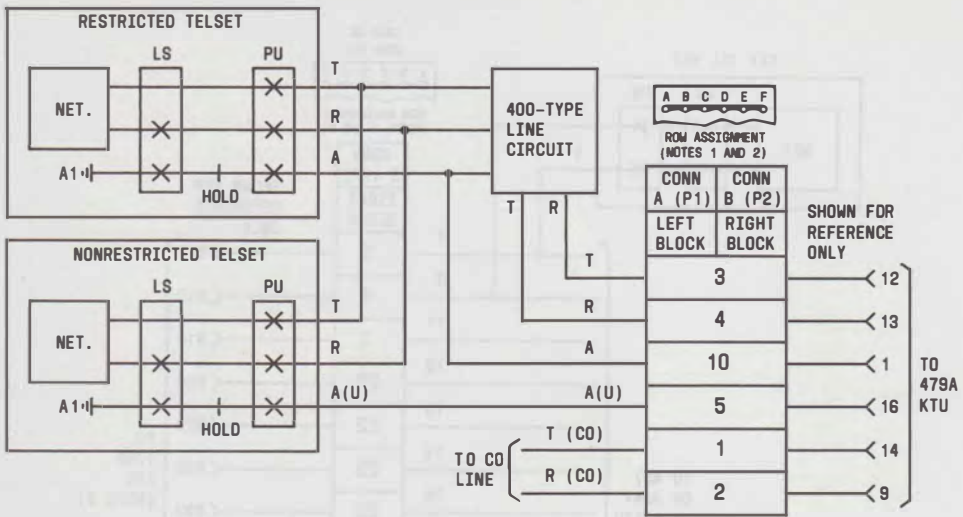 RESTRICTED TELSET
LS
PU
NET.
A1
HOLD
T
R
A
400-TYPE
LINE
CIRCUIT
T
R
A B C D E F
ROW ASSIGNMENT
(NOTES 1 AND 2)
CONN
A (P1)
CONN
B (P2)
LEFT
BLOCK
RIGHT
BLOCK
SHOWN FOR
REFERENCE
ONLY
NONRESTRICTED TELSET
LS
PU
NET.
A1
HOLD
T
R
A(U)
T
3
12
R
4
13
A
10
1
A(U)
5
16
T (CO)
1
14
R (CO)
2
9
TO CO
LINE
TO
479A
KTU